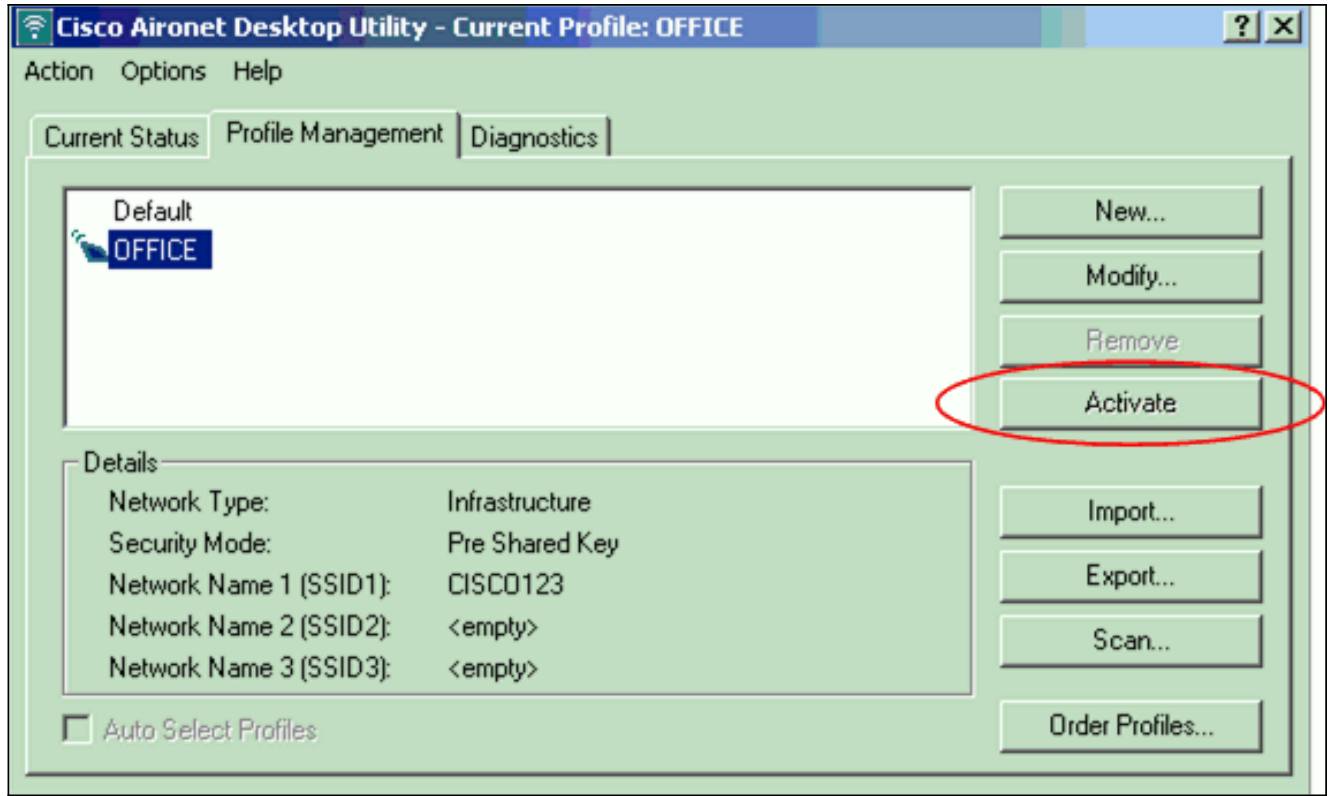 Cisco Aironet Desktop Utility - Current Profile: OFFICE
Action Options Help
Current Status Profile Management Diagnostics
Default
OFFICE
New...
Modify...
Remove
Activate
Details
Network Type: Infrastructure
Security Mode: Pre Shared Key
Network Name 1 (SSID1): CISCO123
Network Name 2 (SSID2): <empty>
Network Name 3 (SSID3): <empty>
Import...
Export...
Scan...
Auto Select Profiles
Order Profiles...